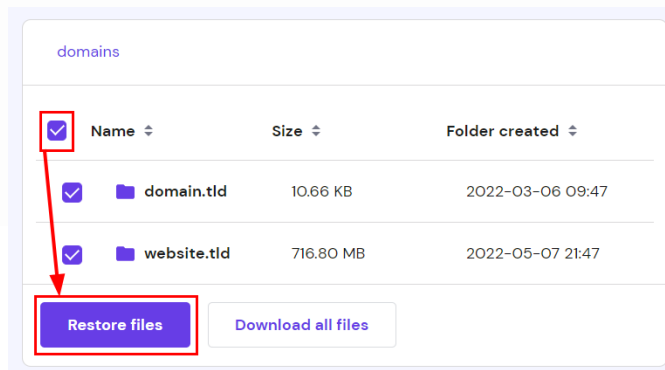 domains
Name Size Folder created
domain.tld 10.66 KB 2022-03-06 09:47
website.tld 716.80 MB 2022-05-07 21:47
Restore files Download all files